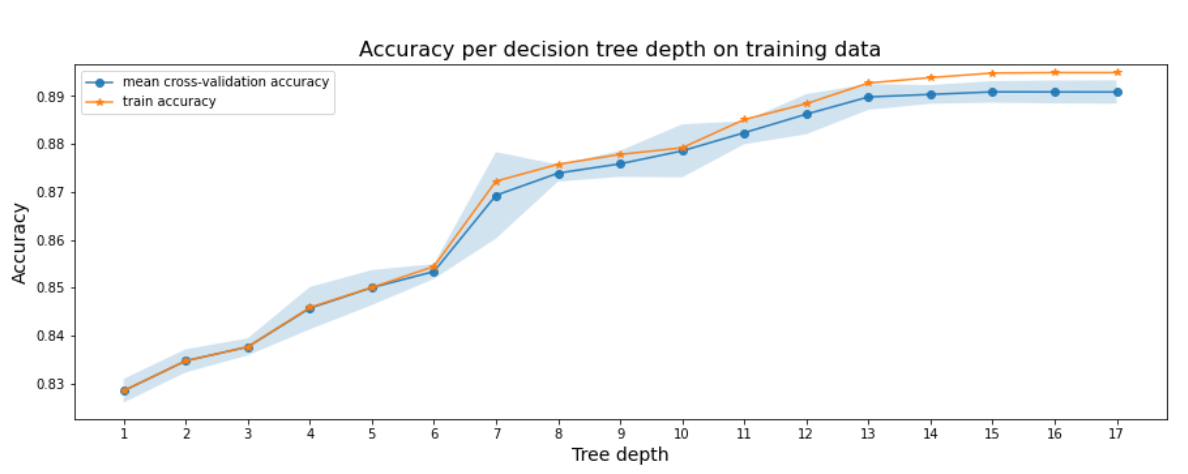 Accuracy per decision tree depth on training data
mean cross-validation accuracy
train accuracy
Accuracy
0.89
0.88
0.87
0.86
0.85
0.84
0.83
1 2 3 4 5 6 7 8 9 10 11 12 13 14 15 16 17
Tree depth